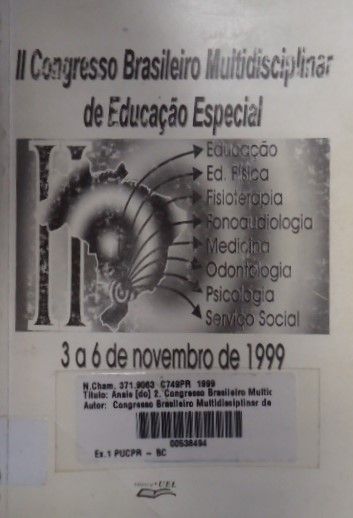 II Congresso Brasileiro Multidisciplinar
de Educação Especial
II
Educação
Ed. Física
Fisioterapia
Fonoaudiologia
Medicina
Odontologia
Psicologia
Serviço Social
3 a 6 de novembro de 1999
N.Cham. 371.9063 C749PR 1999
Título: Anais [do] 2. Congresso Brasileiro Multic
Autor: Congresso Brasileiro Multidisciplinar de
00538494
Ex.1 PUCPR - BC
UEL